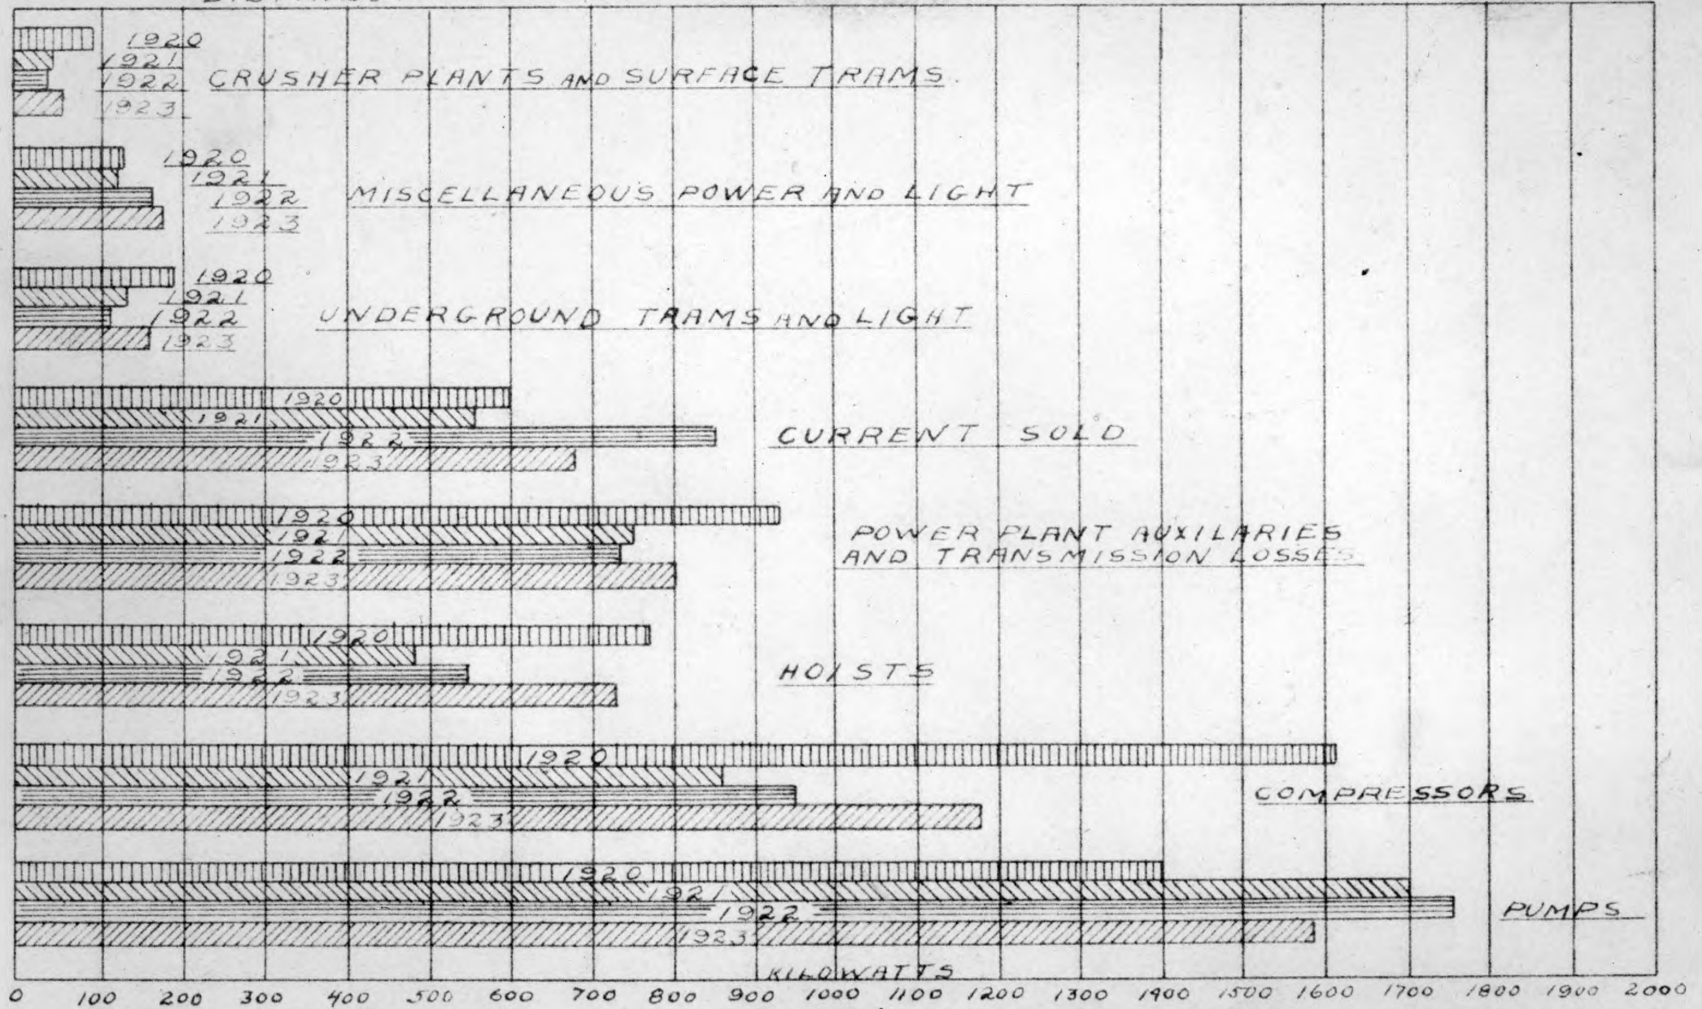 1920
1921
1922 CRUSHER PLANTS AND SURFACE TRAMS
1923
1920
1921
1922 MISCELLANEOUS POWER AND LIGHT
1923
1920
1921
1922 UNDERGROUND TRAMS AND LIGHT
1923
1920
1921
1922 CURRENT SOLD
1923
1920
1921 POWER PLANT AUXILARIES
1922 AND TRANSMISSION LOSSES
1923
1920
1921
1922 HOISTS
1923
1920
1921
1922 COMPRESSORS
1923
1920
1921
1922 PUMPS
1923
KILOWATTS
0 100 200 300 400 500 600 700 800 900 1000 1100 1200 1300 1400 1500 1600 1700 1800 1900 2000